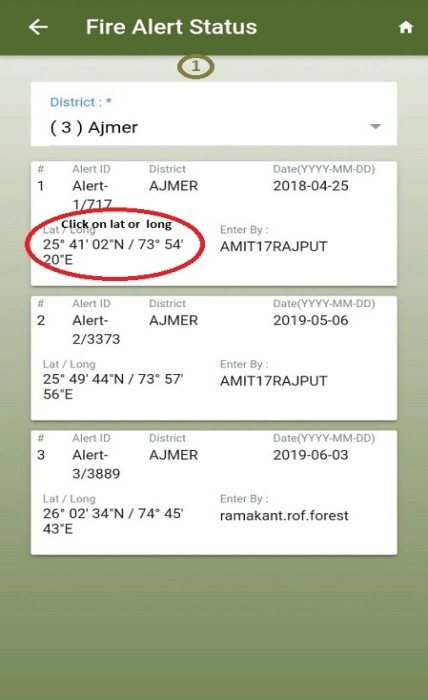 Fire Alert Status
1
District : *
( 3 ) Ajmer
# Alert ID District Date(YYYY-MM-DD)
1 Alert- AJMER 2018-04-25
1/717
Click on lat or long
Lat / Long Enter By :
25° 41' 02"N / 73° 54' AMIT17RAJPUT
20"E
# Alert ID District Date(YYYY-MM-DD)
2 Alert- AJMER 2019-05-06
2/3373
Lat / Long Enter By :
25° 49' 44"N / 73° 57' AMIT17RAJPUT
56"E
# Alert ID District Date(YYYY-MM-DD)
3 Alert- AJMER 2019-06-03
3/3889
Lat / Long Enter By :
26° 02' 34"N / 74° 45' ramakant.rof.forest
43"E